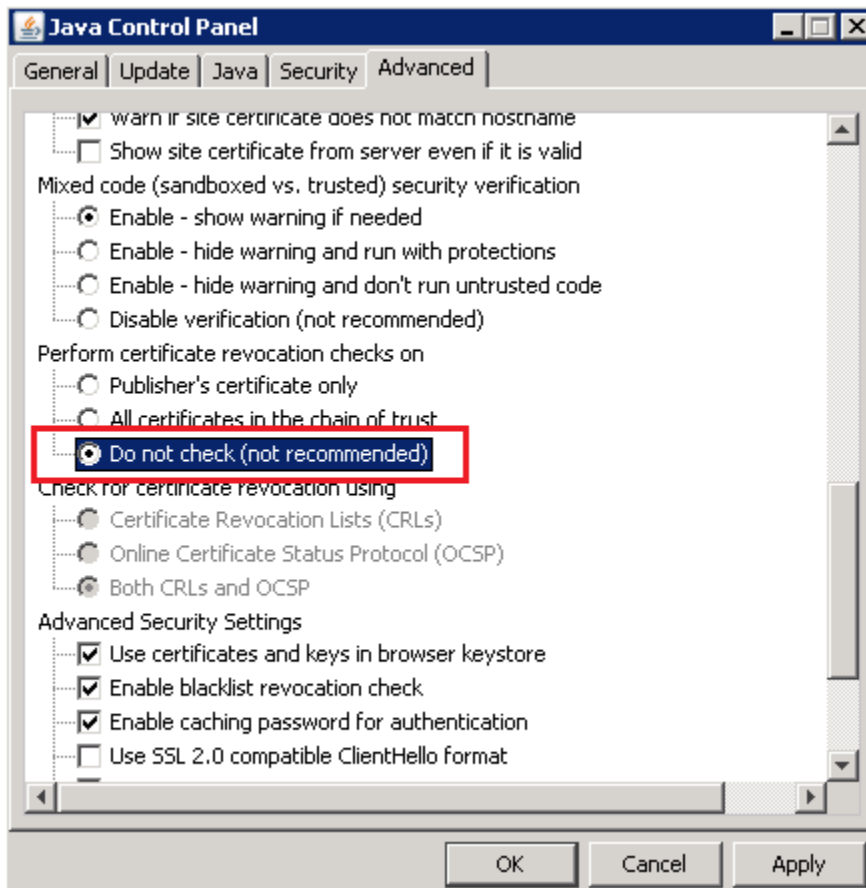 Java Control Panel
General Update Java Security Advanced
Warn if site certificate does not match hostname
Show site certificate from server even if it is valid
Mixed code (sandboxed vs. trusted) security verification
Enable - show warning if needed
Enable - hide warning and run with protections
Enable - hide warning and don't run untrusted code
Disable verification (not recommended)
Perform certificate revocation checks on
Publisher's certificate only
All certificates in the chain of trust
Do not check (not recommended)
Check for certificate revocation using
Certificate Revocation Lists (CRLs)
Online Certificate Status Protocol (OCSP)
Both CRLs and OCSP
Advanced Security Settings
Use certificates and keys in browser keystore
Enable blacklist revocation check
Enable caching password for authentication
Use SSL 2.0 compatible ClientHello format
OK Cancel Apply